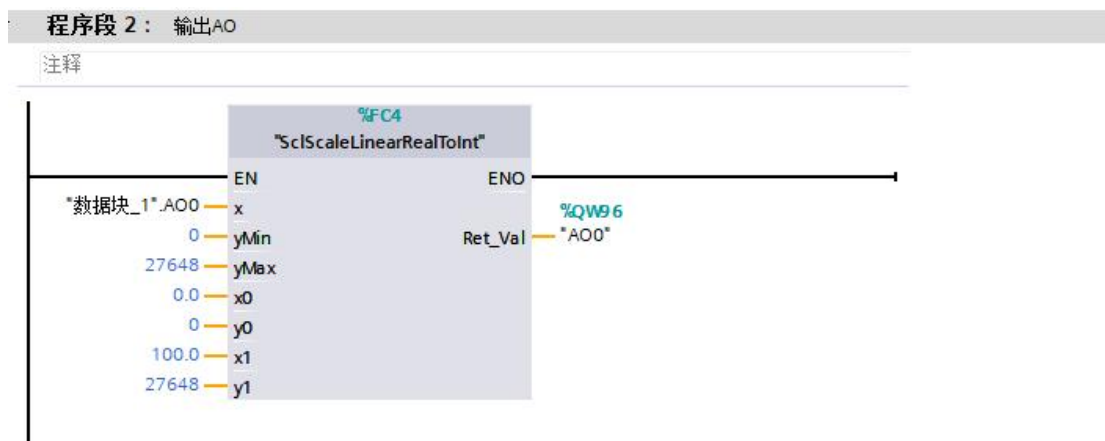 程序段 2： 输出AO
注释
%FC4
"SclScaleLinearRealToInt"
EN ENO
"数据块_1".AO0 x %QW96
0 yMin Ret_Val "AO0"
27648 yMax
0.0 x0
0 y0
100.0 x1
27648 y1